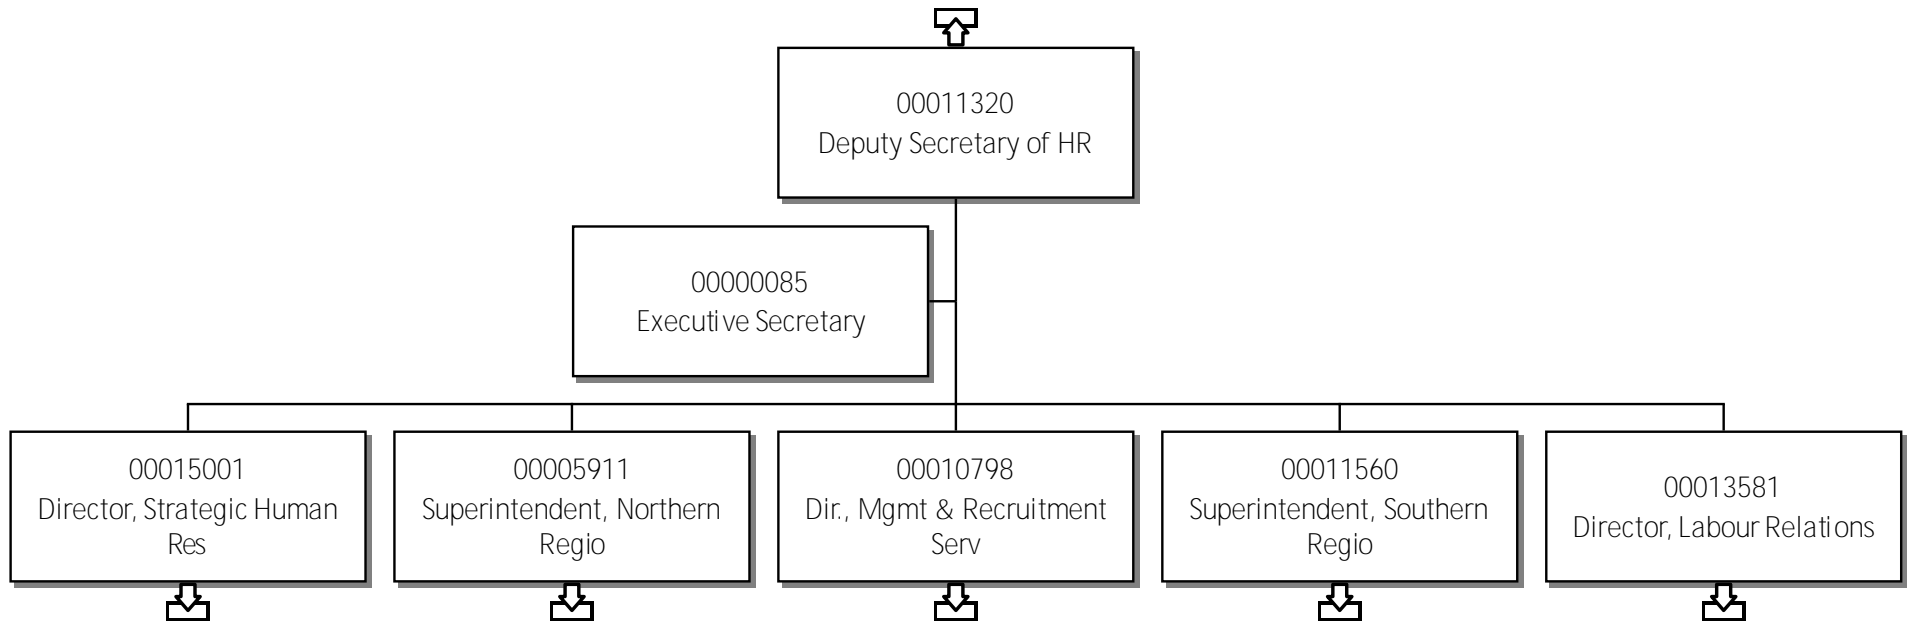 00011320
Deputy Secretary of HR
00000085
Executive Secretary
00015001
Director, Strategic Human
Res
00005911
Superintendent, Northern
Regio
00010798
Dir., Mgmt & Recruitment
Serv
00011560
Superintendent, Southern
Regio
00013581
Director, Labour Relations